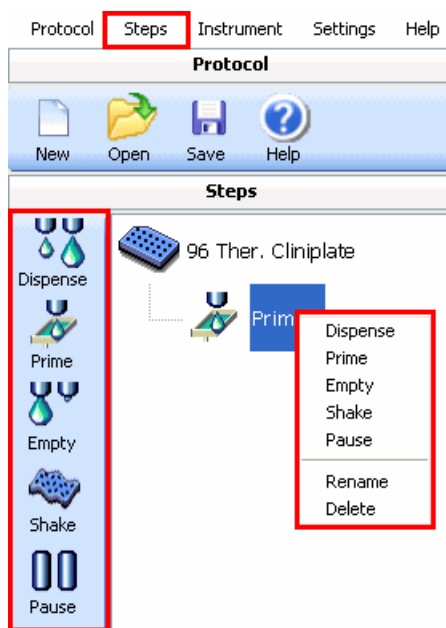 Protocol Steps Instrument Settings Help
Protocol
New Open Save Help
Steps
Dispense
Prime
Empty
Shake
Pause
96 Ther. Cliniplate
Prim
Dispense
Prime
Empty
Shake
Pause
Rename
Delete